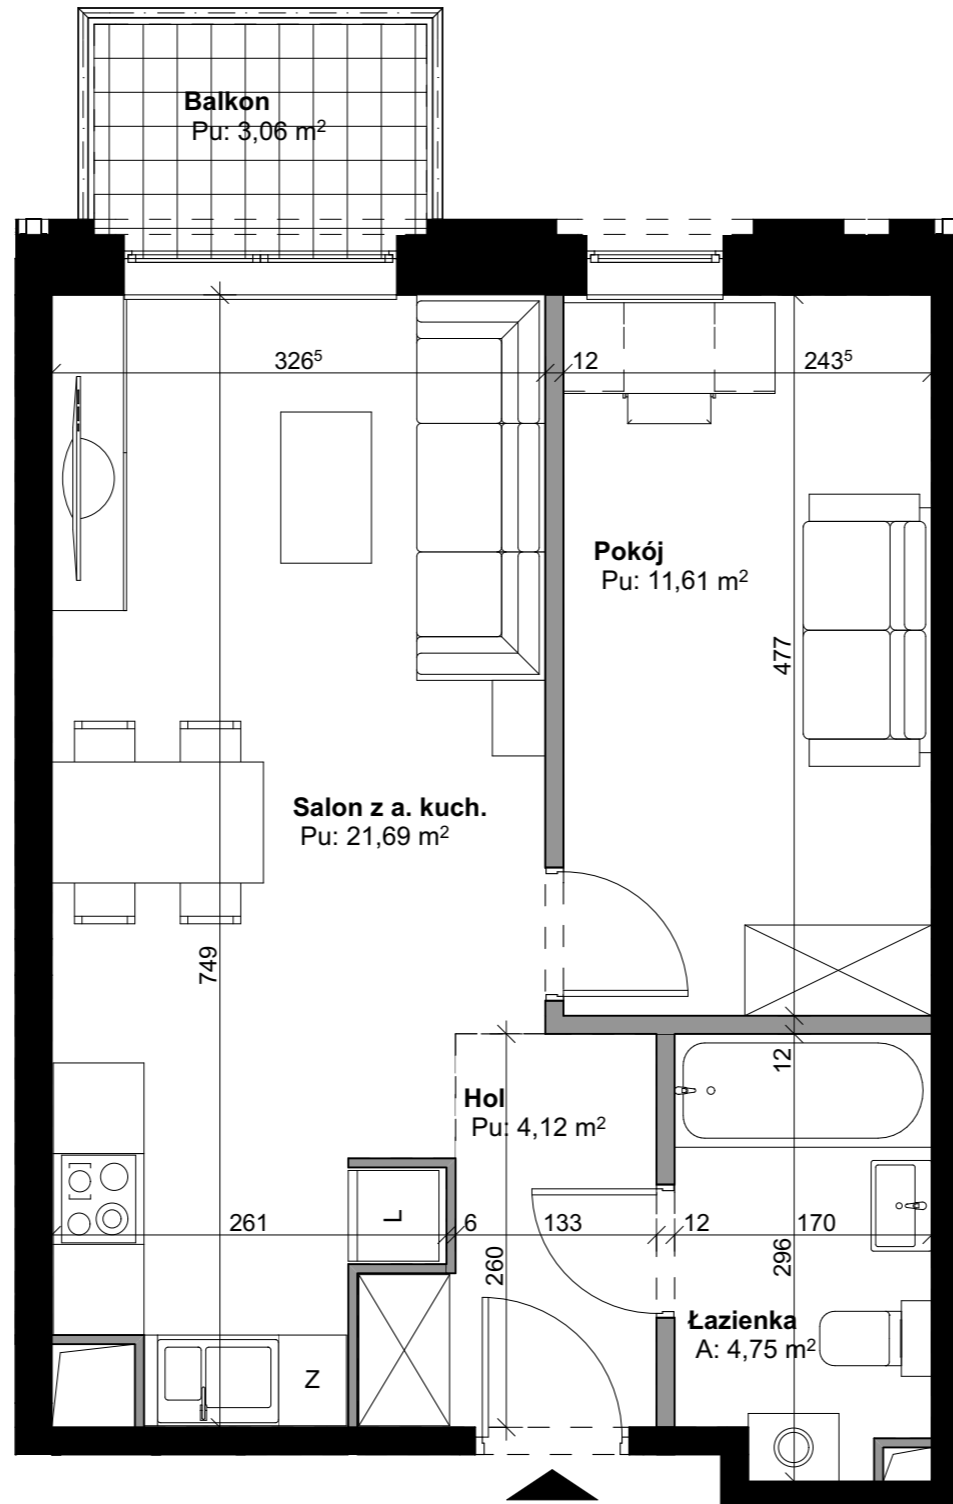 Balkon
Pu: 3,06 m²
326⁵
12
243⁵
Pokój
Pu: 11,61 m²
477
Salon z a. kuch.
Pu: 21,69 m²
749
12
Hol
Pu: 4,12 m²
L
261
6
133
12
170
260
296
Łazienka
A: 4,75 m²
Z